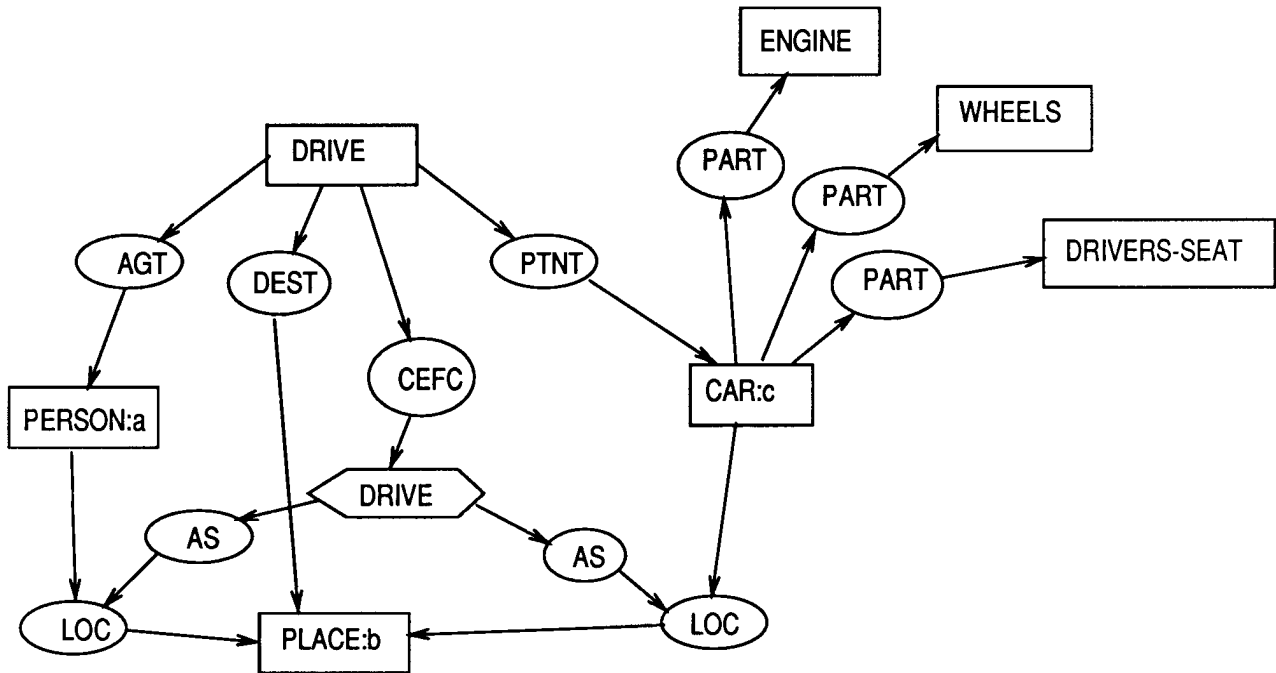 ENGINE
WHEELS
DRIVE
PART
PART
DRIVERS-SEAT
AGT
DEST
PTNT
PART
CEFC
CAR:c
PERSON:a
DRIVE
AS
AS
LOC
PLACE:b
LOC